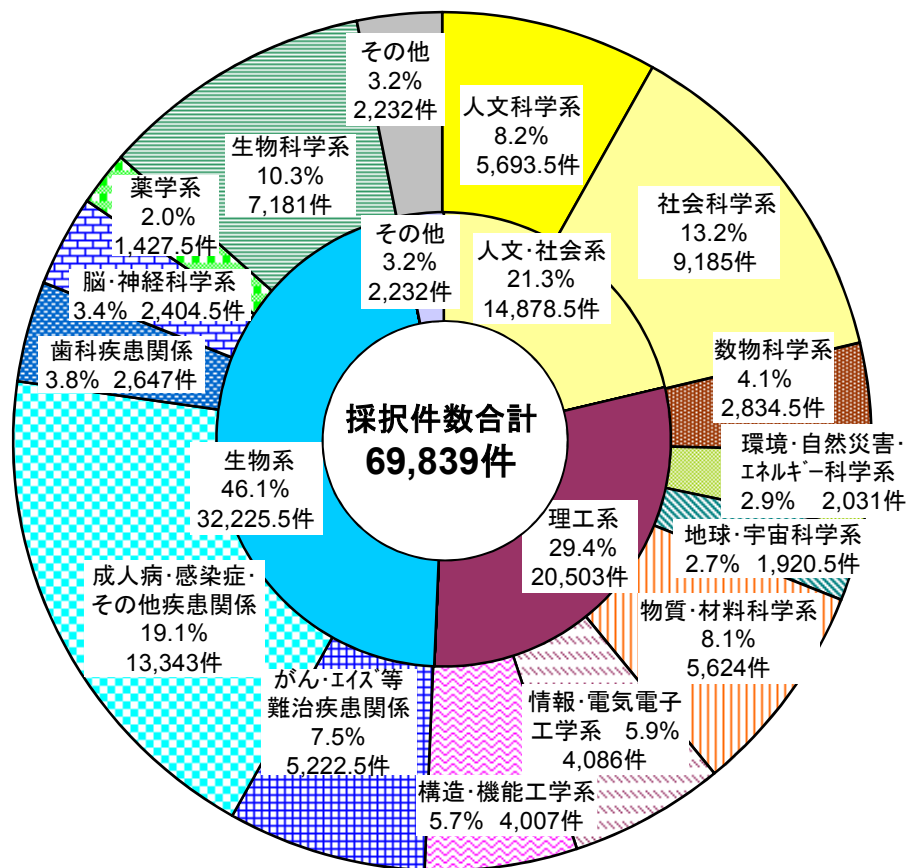 その他
3.2%
2,232件
人文科学系
8.2%
5,693.5件
社会科学系
13.2%
9,185件
数物科学系
4.1%
2,834.5件
環境･自然災害･
ｴﾈﾙｷﾞｰ科学系
2.9% 2,031件
地球･宇宙科学系
2.7% 1,920.5件
物質･材料科学系
8.1%
5,624件
情報･電気電子
工学系 5.9%
4,086件
構造･機能工学系
5.7% 4,007件
がん･ｴｲｽﾞ等
難治疾患関係
7.5%
5,222.5件
成人病･感染症･
その他疾患関係
19.1%
13,343件
歯科疾患関係
3.8% 2,647件
脳･神経科学系
3.4% 2,404.5件
薬学系
2.0%
1,427.5件
生物科学系
10.3%
7,181件
その他
3.2%
2,232件
人文･社会系
21.3%
14,878.5件
理工系
29.4%
20,503件
生物系
46.1%
32,225.5件
採択件数合計
69,839件